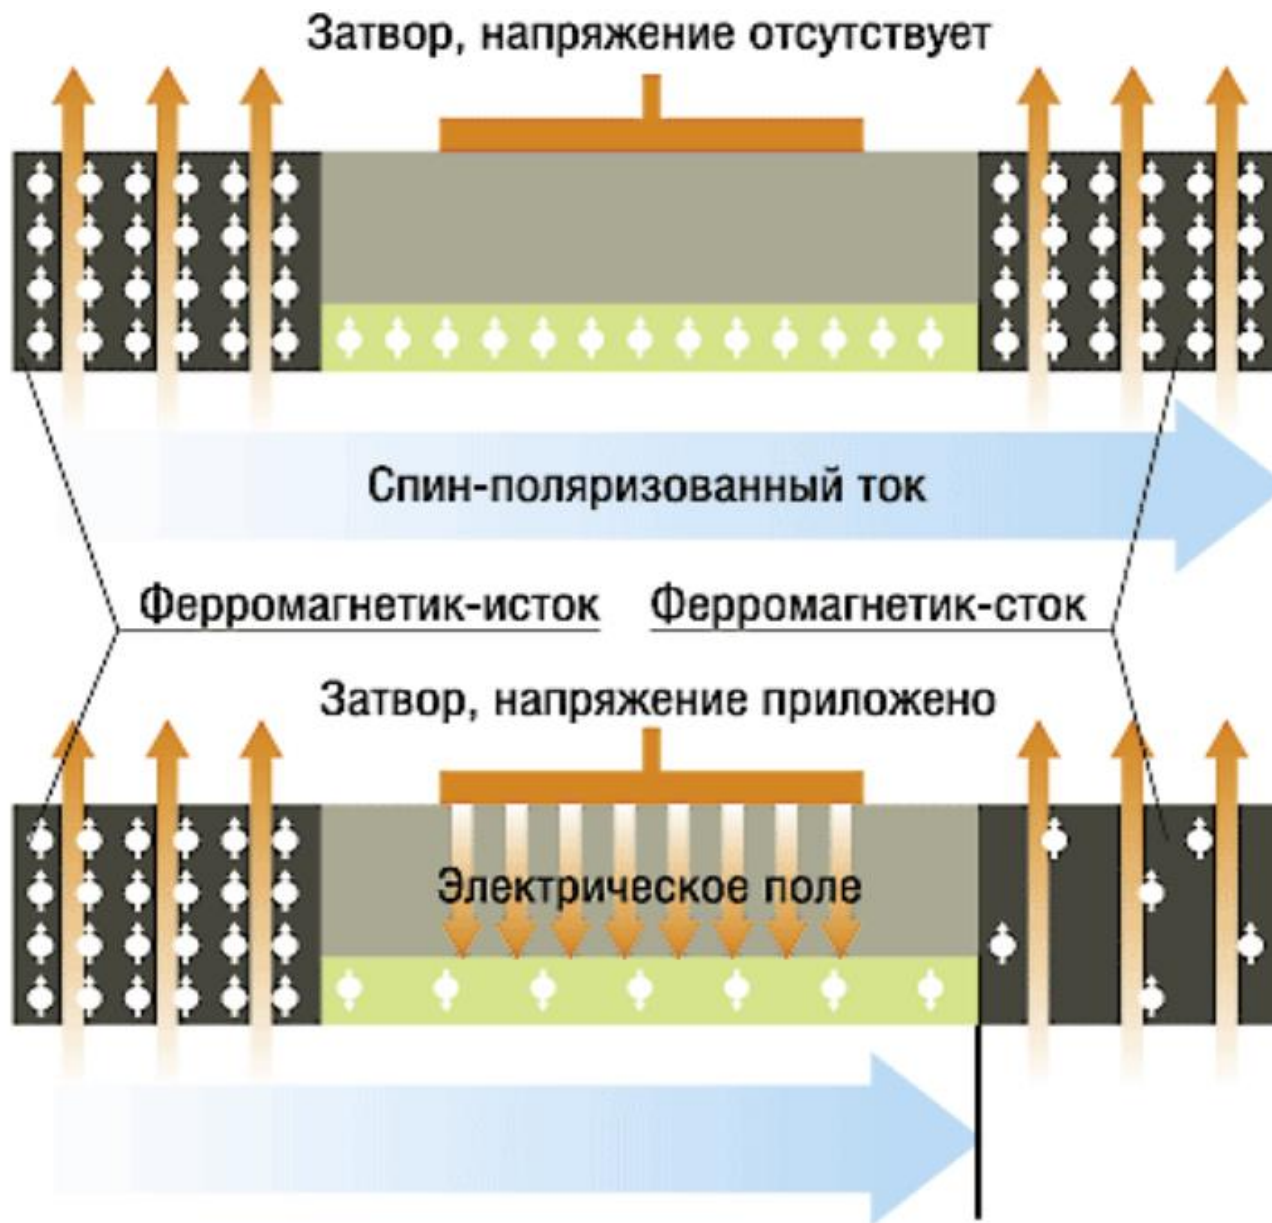 Затвор, напряжение отсутствует
Спин-поляризованный ток
Ферромагнетик-исток
Ферромагнетик-сток
Затвор, напряжение приложено
Электрическое поле